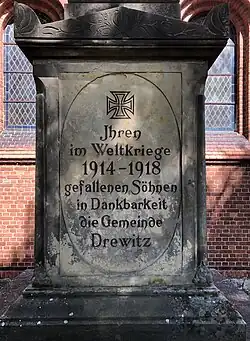 Ihren
im Weltkriege
1914-1918
gefallenen Söhnen
in Dankbarkeit
die Gemeinde
Drewitz